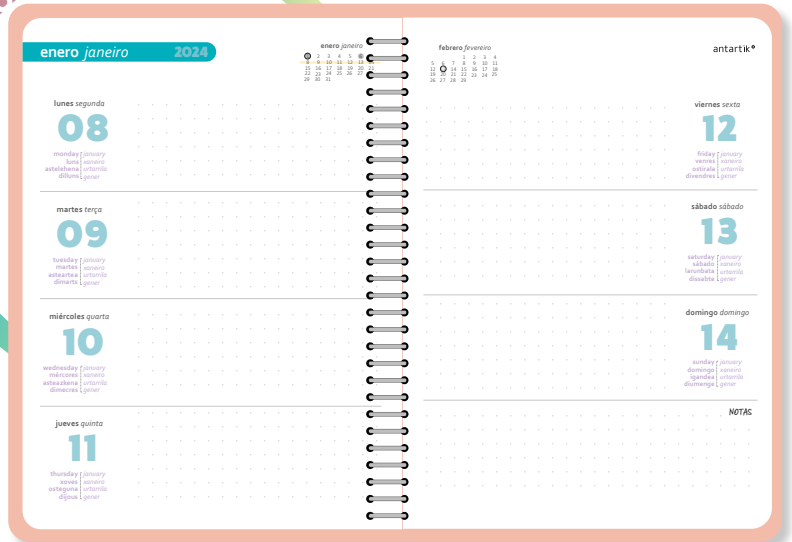 enero janeiro 2024
enero janeiro
1 2 3 4 5 6
8 9 10 11 12 13 14
15 16 17 18 19 20 21
22 23 24 25 26 27
29 30 31
lunes segunda
08
monday january
luns xaneiro
astelehena urtarrila
dilluns gener
martes terça
09
tuesday january
martes xaneiro
asteartea urtarrila
dimarts gener
miércoles quarta
10
wednesday january
mércores xaneiro
asteazkena urtarrila
dimecres gener
jueves quinta
11
thursday january
xoves xaneiro
osteguna urtarrila
dijous gener
febrero fevereiro
1 2 3 4
5 6 7 8 9 10 11
12 13 14 15 16 17 18
19 20 21 22 23 24 25
26 27 28 29
antartik
viernes sexta
12
friday january
venres xaneiro
ostirala urtarrila
divendres gener
sábado sábado
13
saturday january
sábado xaneiro
larunbata urtarrila
dissabte gener
domingo domingo
14
sunday january
domingo xaneiro
igandea urtarrila
diumenge gener
NOTAS